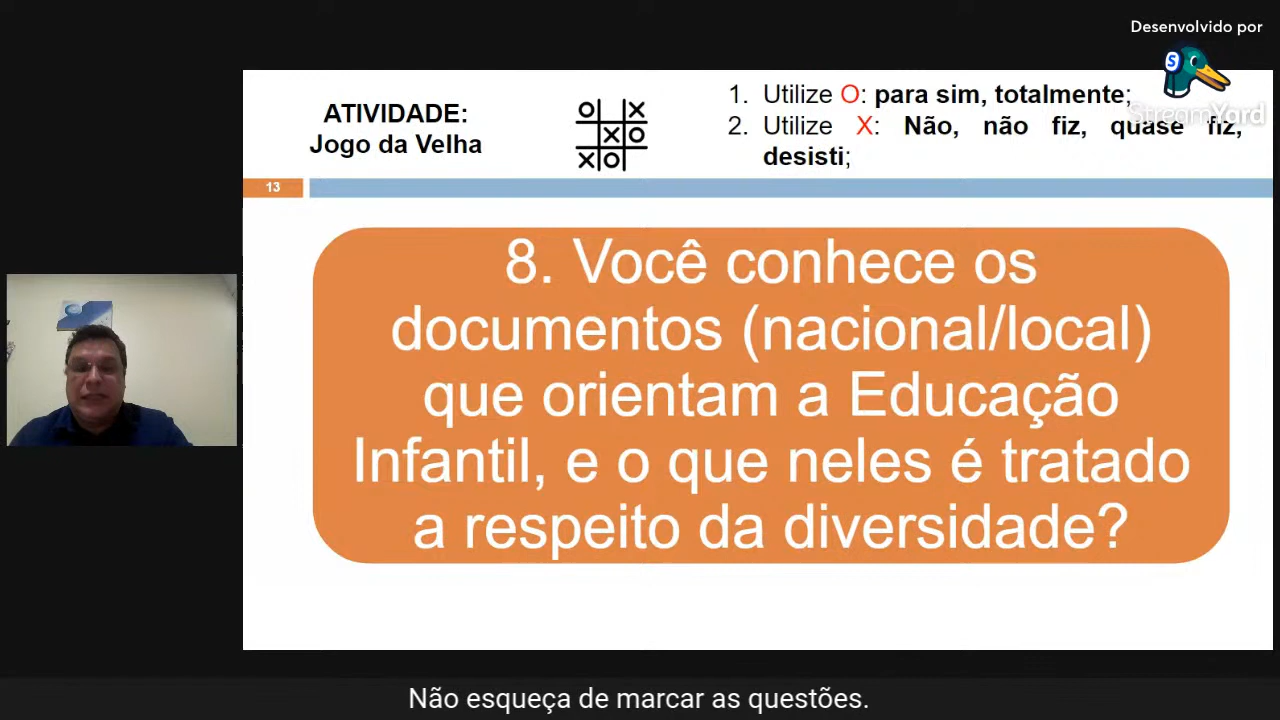 Desenvolvido por
S
StreamYard
ATIVIDADE:
Jogo da Velha
O X
X O
X O
1. Utilize O: para sim, totalmente;
2. Utilize X: Não, não fiz, quase fiz,
desisti;
13
8. Você conhece os
documentos (nacional/local)
que orientam a Educação
Infantil, e o que neles é tratado
a respeito da diversidade?
Não esqueça de marcar as questões.